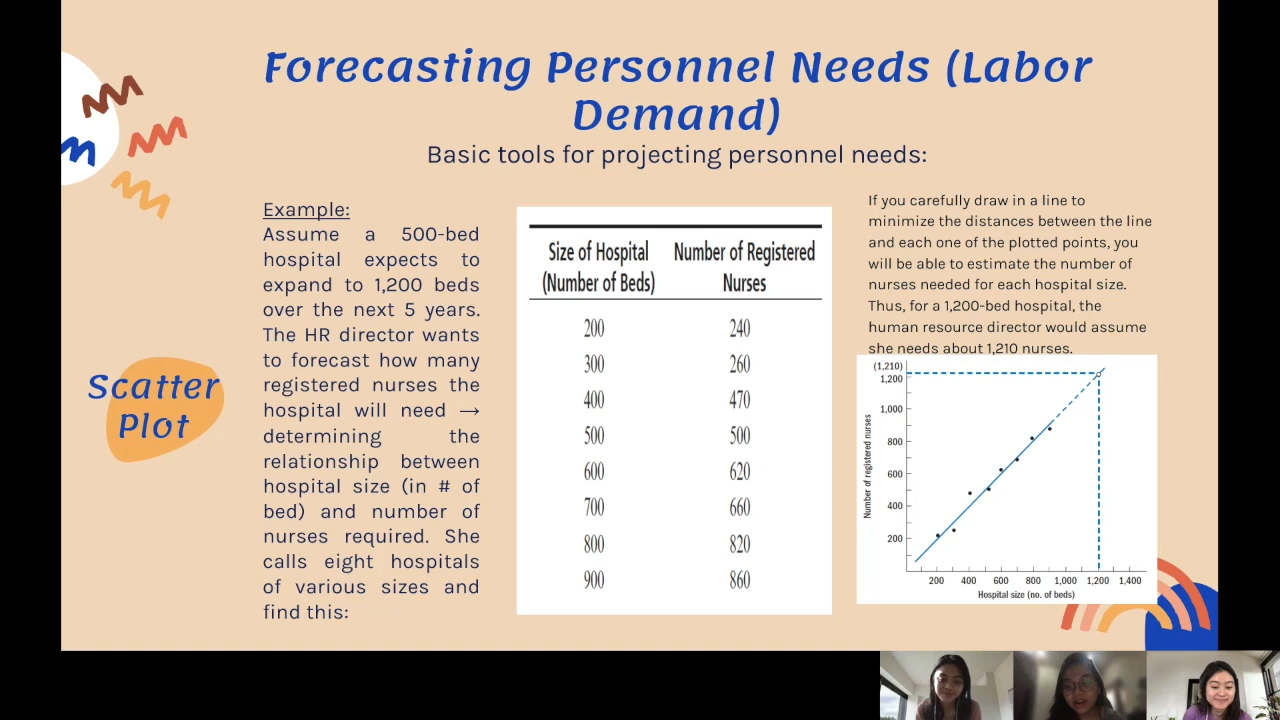 Forecasting Personnel Needs (Labor
Demand)
Basic tools for projecting personnel needs:
Scatter
Plot
Example:
Assume a 500-bed
hospital expects to
expand to 1,200 beds
over the next 5 years.
The HR director wants
to forecast how many
registered nurses the
hospital will need →
determining the
relationship between
hospital size (in # of
bed) and number of
nurses required. She
calls eight hospitals
of various sizes and
find this:
Size of Hospital
(Number of Beds)
Number of Registered
Nurses
200 240
300 260
400 470
500 500
600 620
700 660
800 820
900 860
If you carefully draw in a line to
minimize the distances between the line
and each one of the plotted points, you
will be able to estimate the number of
nurses needed for each hospital size.
Thus, for a 1,200-bed hospital, the
human resource director would assume
she needs about 1,210 nurses.
Number of registered nurses
(1,210)
1,200
1,000
800
600
400
200
200 400 600 800 1,000 1,200 1,400
Hospital size (no. of beds)